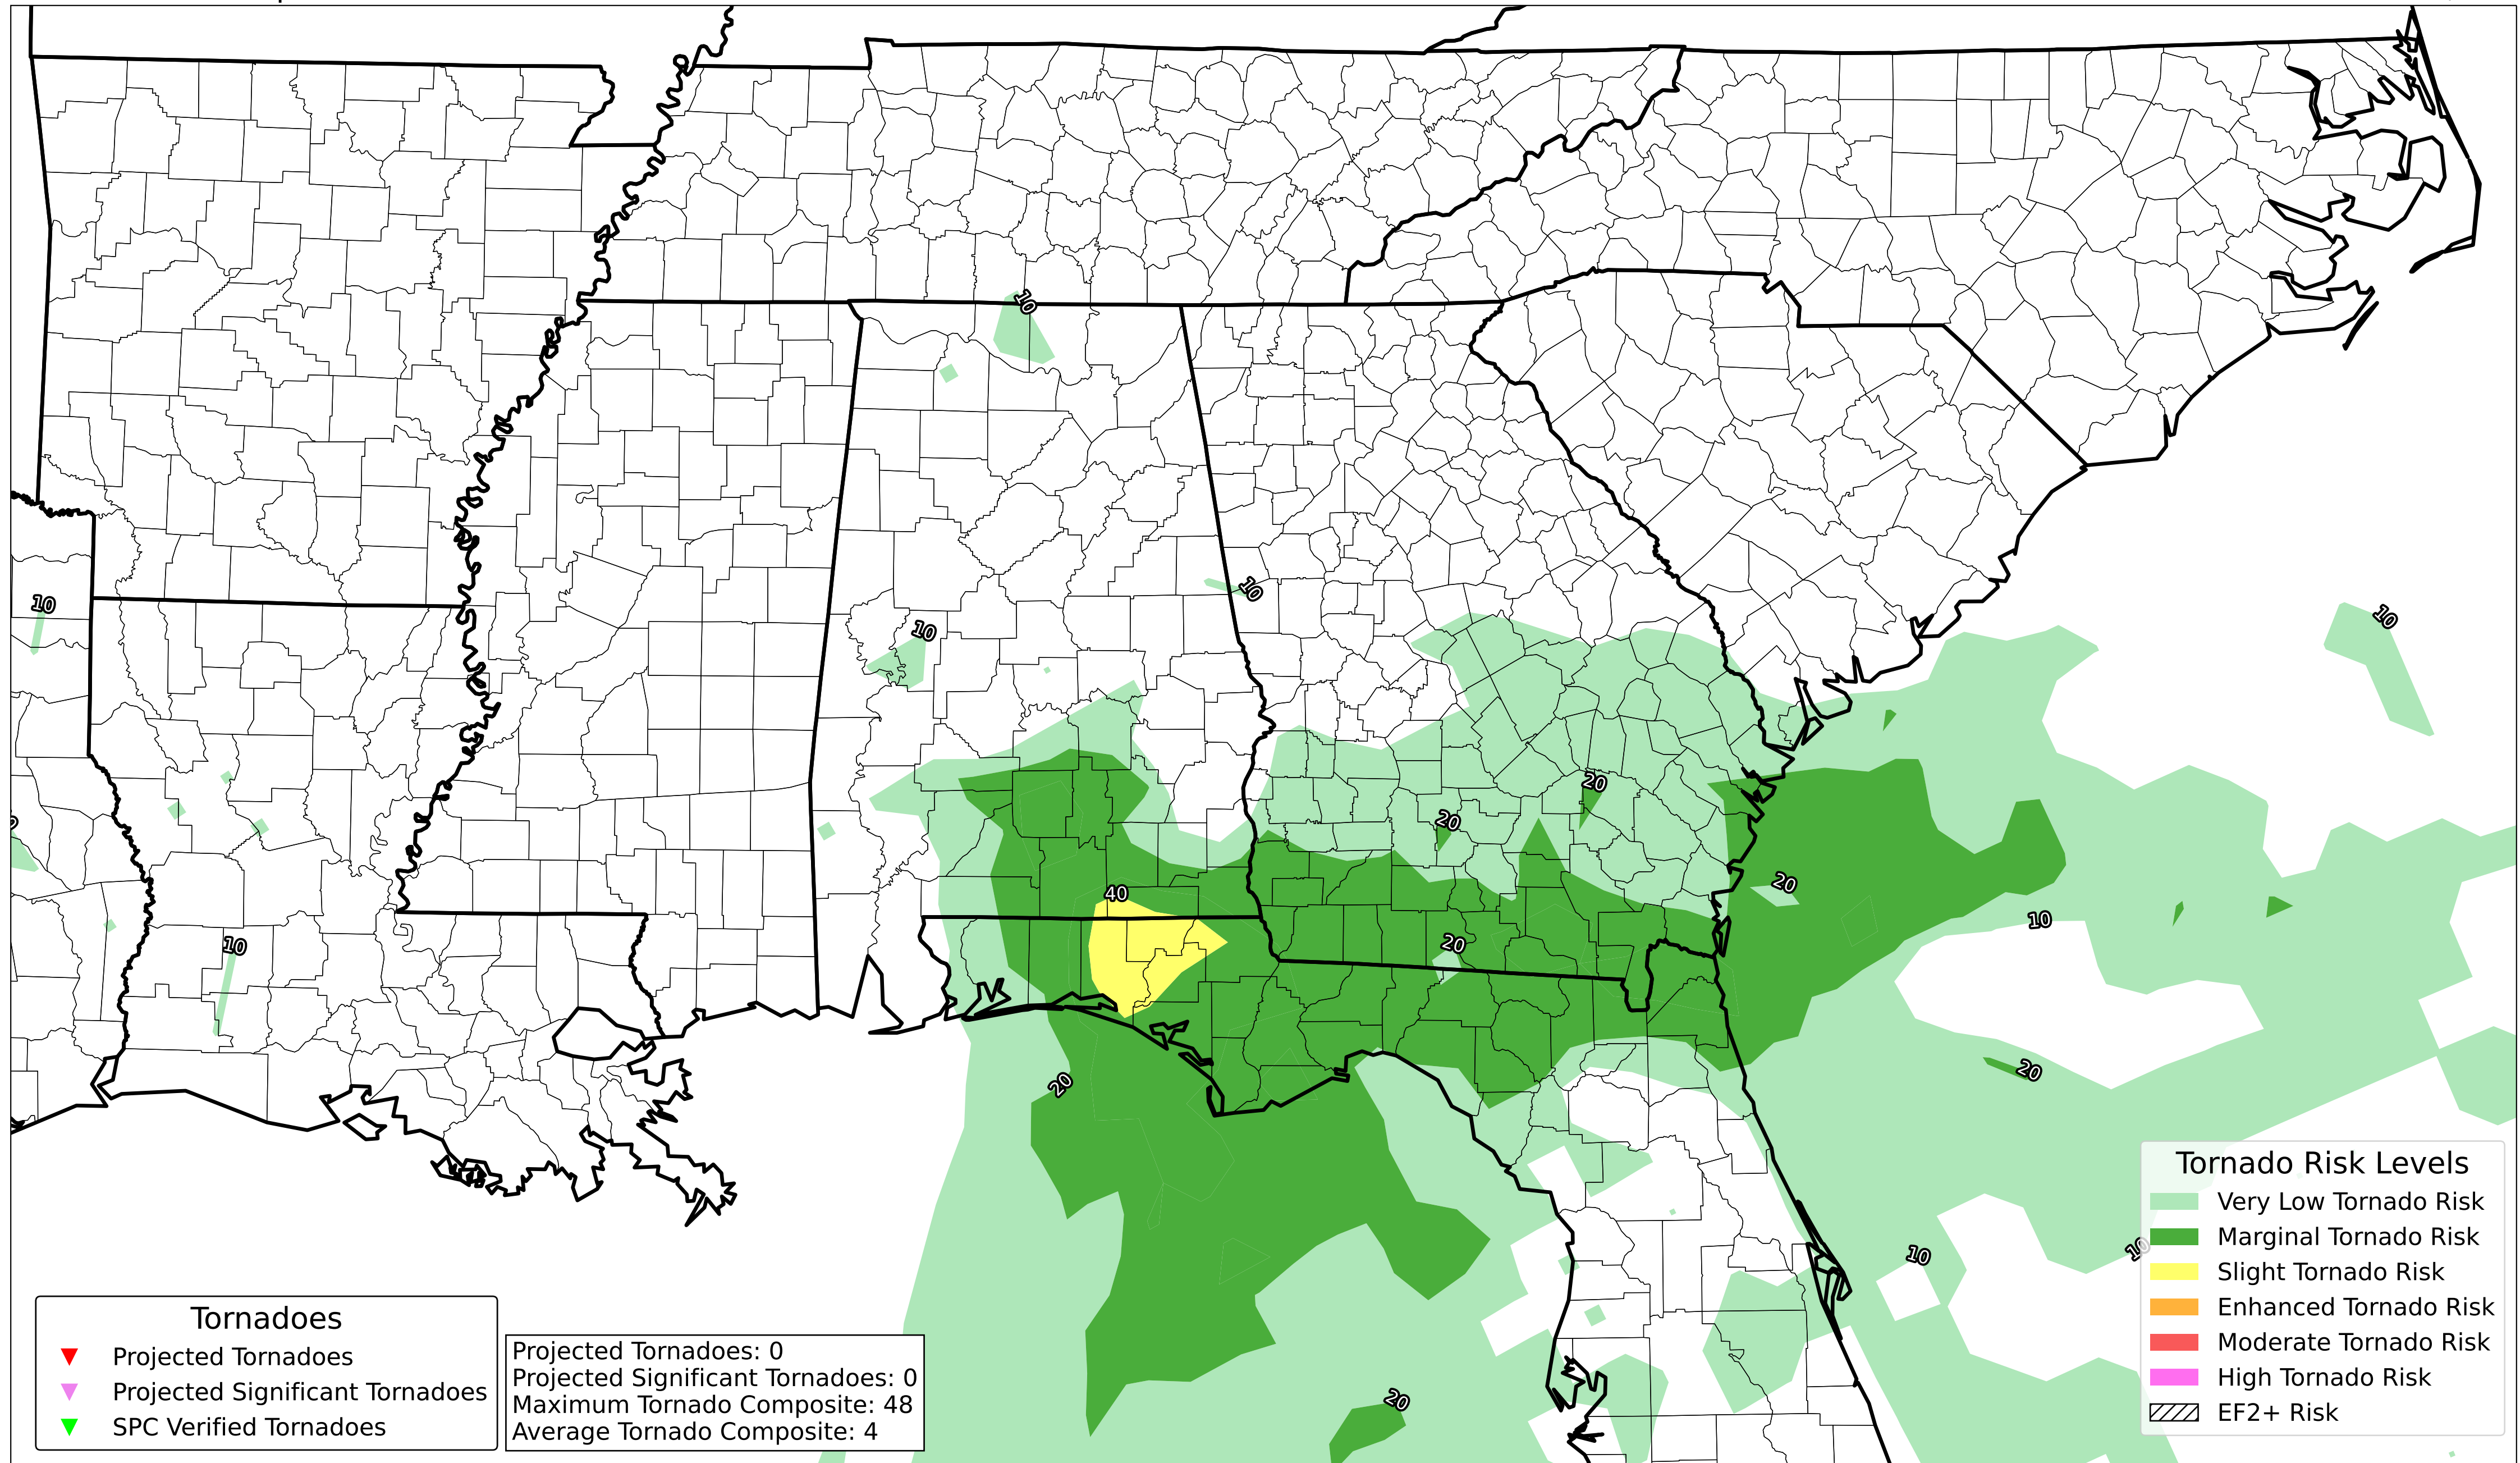 10
10
10
10
20
20
40
20
20
10
10
20
20
10
10
20
Tornado Risk Levels
Very Low Tornado Risk
Marginal Tornado Risk
Slight Tornado Risk
Enhanced Tornado Risk
Moderate Tornado Risk
High Tornado Risk
EF2+ Risk
Tornadoes
Projected Tornadoes
Projected Significant Tornadoes
SPC Verified Tornadoes
Projected Tornadoes: 0
Projected Significant Tornadoes: 0
Maximum Tornado Composite: 48
Average Tornado Composite: 4
10
20